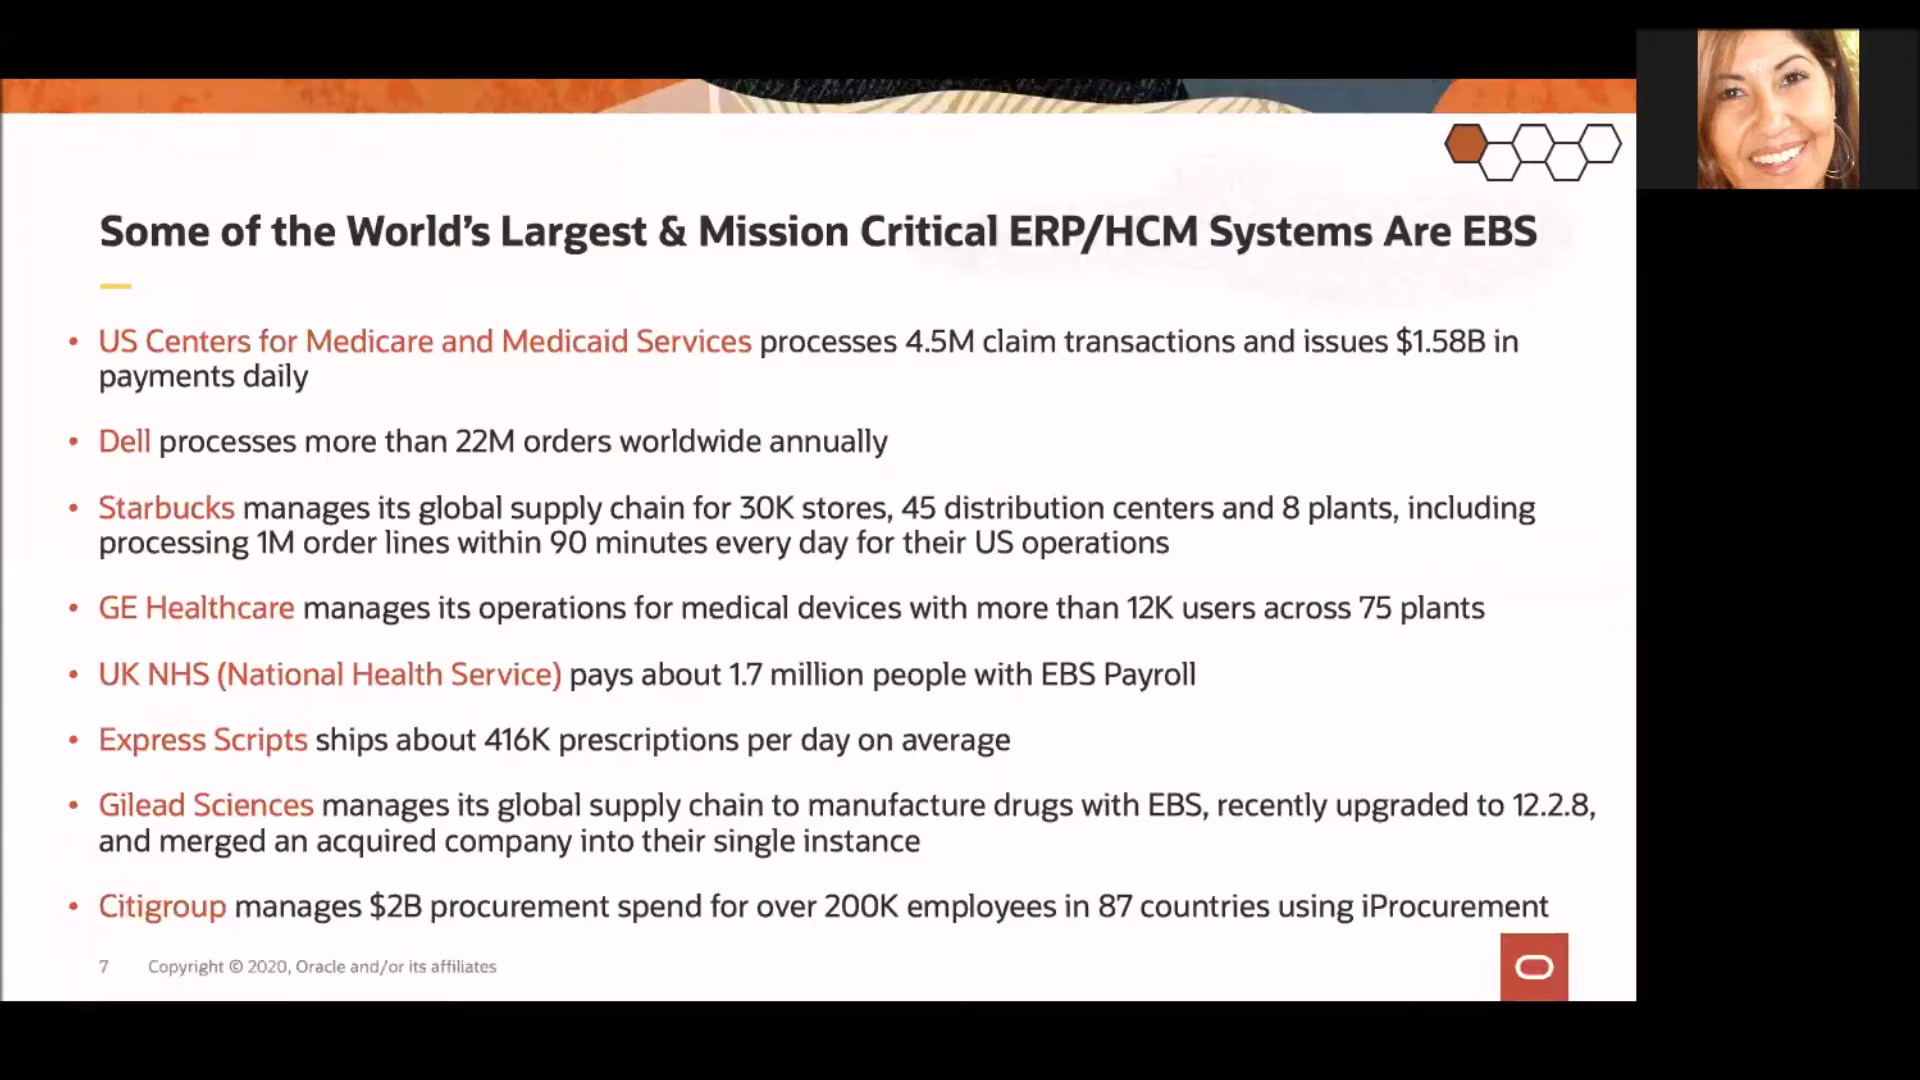 Some of the World's Largest & Mission Critical ERP/HCM Systems Are EBS
• US Centers for Medicare and Medicaid Services processes 4.5M claim transactions and issues $1.58B in
payments daily
• Dell processes more than 22M orders worldwide annually
• Starbucks manages its global supply chain for 30K stores, 45 distribution centers and 8 plants, including
processing 1M order lines within 90 minutes every day for their US operations
• GE Healthcare manages its operations for medical devices with more than 12K users across 75 plants
• UK NHS (National Health Service) pays about 1.7 million people with EBS Payroll
• Express Scripts ships about 416K prescriptions per day on average
• Gilead Sciences manages its global supply chain to manufacture drugs with EBS, recently upgraded to 12.2.8,
and merged an acquired company into their single instance
• Citigroup manages $2B procurement spend for over 200K employees in 87 countries using iProcurement
7 Copyright © 2020, Oracle and/or its affiliates